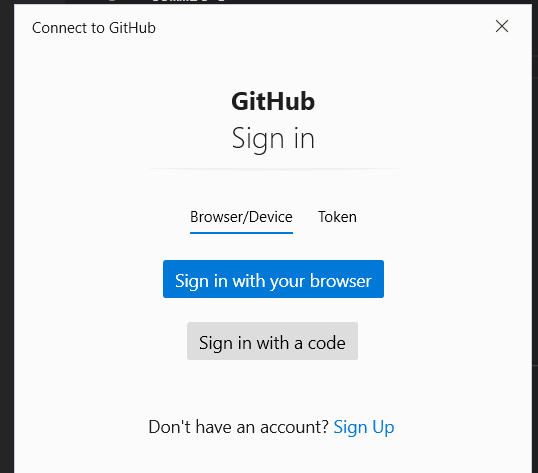 Connect to GitHub
GitHub
Sign in
Browser/Device Token
Sign in with your browser
Sign in with a code
Don't have an account? Sign Up